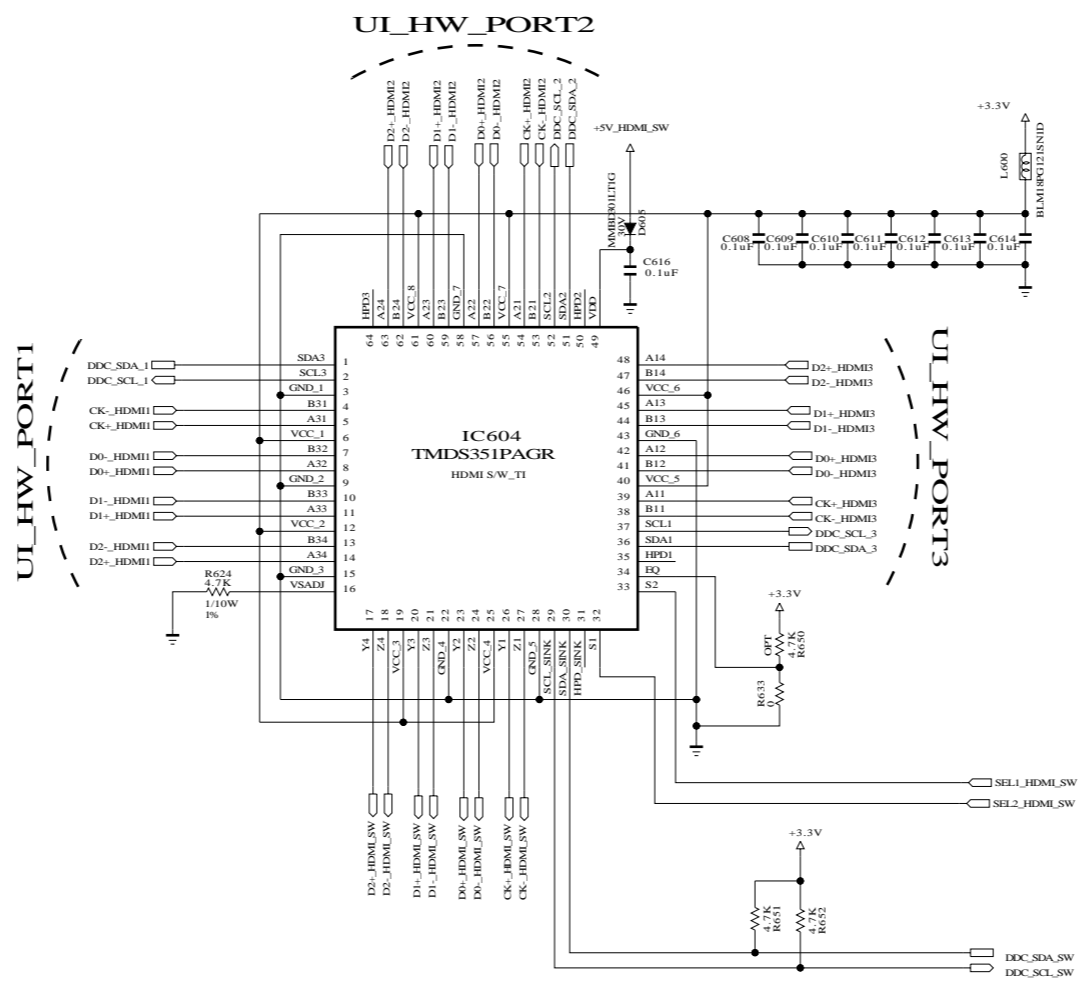 UI_HW_PORT2
D2+_HDMI2
D2-_HDMI2
D1+_HDMI2
D1-_HDMI2
D0+_HDMI2
D0-_HDMI2
CK+_HDMI2
CK-_HDMI2
DDC_SCL_2
DDC_SDA_2
+5V_HDMI_SW
MMBD301LT1G
30V
D605
C616
0.1uF
+3.3V
L600
BLM18PG121SN1D
C608
0.1uF
C609
0.1uF
C610
0.1uF
C611
0.1uF
C612
0.1uF
C613
0.1uF
C614
0.1uF
HPD3
A24
B24
VCC_8
A23
B23
GND_7
A22
B22
VCC_7
A21
B21
SCL2
SDA2
HPD2
VDD
64
63
62
61
60
59
58
57
56
55
54
53
52
51
50
49
UI_HW_PORT1
DDC_SDA_1 SDA3 1
DDC_SCL_1 SCL3 2
GND_1 3
CK-_HDMI1 B31 4
CK+_HDMI1 A31 5
VCC_1 6
D0-_HDMI1 B32 7
D0+_HDMI1 A32 8
GND_2 9
D1-_HDMI1 B33 10
D1+_HDMI1 A33 11
VCC_2 12
D2-_HDMI1 B34 13
D2+_HDMI1 A34 14
GND_3 15
VSADJ 16
R624
4.7K
1/10W
1%
IC604
TMDS351PAGR
HDMI S/W_TI
48 A14 D2+_HDMI3
47 B14 D2-_HDMI3
46 VCC_6
45 A13 D1+_HDMI3
44 B13 D1-_HDMI3
43 GND_6
42 A12 D0+_HDMI3
41 B12 D0-_HDMI3
40 VCC_5
39 A11 CK+_HDMI3
38 B11 CK-_HDMI3
37 SCL1 DDC_SCL_3
36 SDA1 DDC_SDA_3
35 HPD1
34 EQ
33 S2
UI_HW_PORT3
17
18
19
20
21
22
23
24
25
26
27
28
29
30
31
32
Y4
Z4
VCC_3
Y3
Z3
GND_4
Y2
Z2
VCC_4
Y1
Z1
GND_5
SCL_SINK
SDA_SINK
HPD_SINK
S1
+3.3V
OPT
4.7K
R650
R633
0
SEL1_HDMI_SW
SEL2_HDMI_SW
D2+_HDMI_SW
D2-_HDMI_SW
D1+_HDMI_SW
D1-_HDMI_SW
D0+_HDMI_SW
D0-_HDMI_SW
CK+_HDMI_SW
CK-_HDMI_SW
+3.3V
4.7K
R651
4.7K
R652
DDC_SDA_SW
DDC_SCL_SW